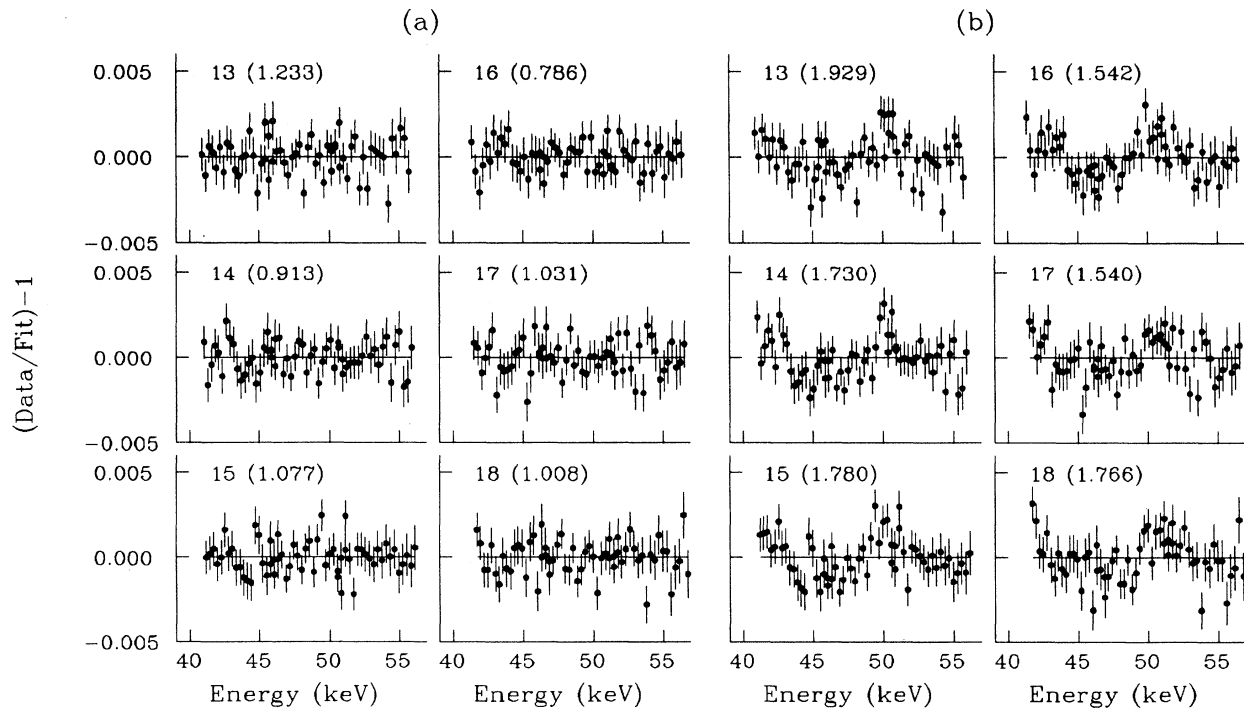 (a) (b)
0.005 13 (1.233) 16 (0.786) 13 (1.929) 16 (1.542)
0.000
−0.005
14 (0.913) 17 (1.031) 14 (1.730) 17 (1.540)
0.005
0.000
−0.005
15 (1.077) 18 (1.008) 15 (1.780) 18 (1.766)
0.005
0.000
−0.005
(Data/Fit)−1
40 45 50 55 40 45 50 55 40 45 50 55 40 45 50 55
Energy (keV) Energy (keV) Energy (keV) Energy (keV)